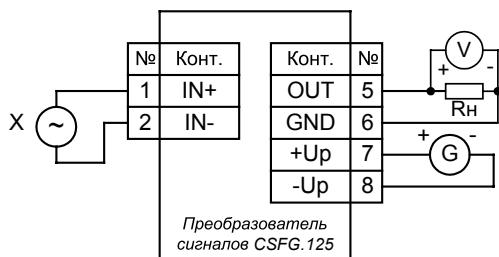 № Конт.
1 IN+
2 IN-
X
~
Конт. №
OUT 5
GND 6
+Up 7
-Up 8
V
+ -
Rн
+ -
G
Преобразователь
сигналов CSFG.125